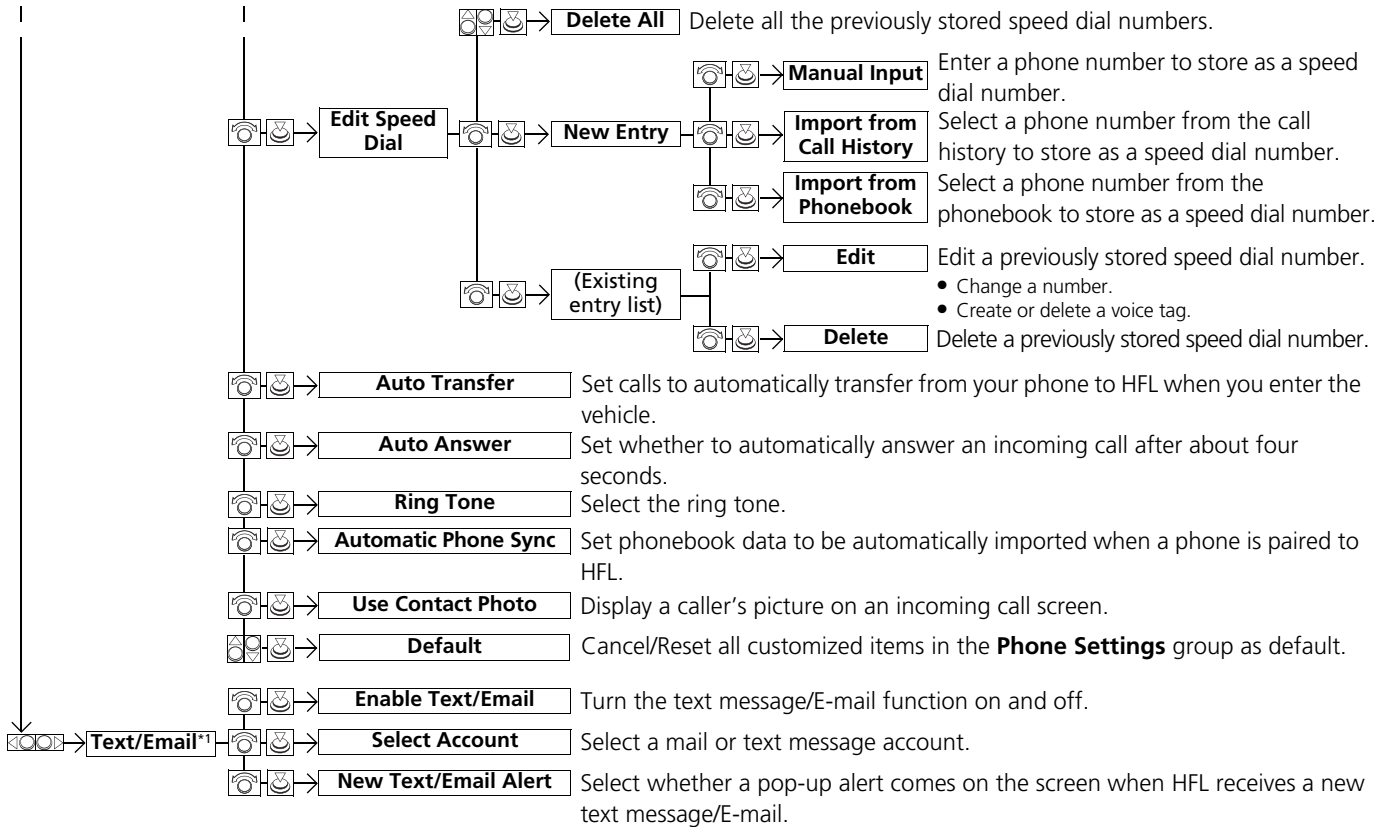 Delete All Delete all the previously stored speed dial numbers.
Manual Input Enter a phone number to store as a speed
dial number.
Edit Speed
Dial
New Entry
Import from
Call History
Select a phone number from the call
history to store as a speed dial number.
Import from
Phonebook
Select a phone number from the
phonebook to store as a speed dial number.
(Existing
entry list)
Edit Edit a previously stored speed dial number.
• Change a number.
• Create or delete a voice tag.
Delete Delete a previously stored speed dial number.
Auto Transfer Set calls to automatically transfer from your phone to HFL when you enter the
vehicle.
Auto Answer Set whether to automatically answer an incoming call after about four
seconds.
Ring Tone Select the ring tone.
Automatic Phone Sync Set phonebook data to be automatically imported when a phone is paired to
HFL.
Use Contact Photo Display a caller's picture on an incoming call screen.
Default Cancel/Reset all customized items in the Phone Settings group as default.
Enable Text/Email Turn the text message/E-mail function on and off.
Text/Email*1 Select Account Select a mail or text message account.
New Text/Email Alert Select whether a pop-up alert comes on the screen when HFL receives a new
text message/E-mail.